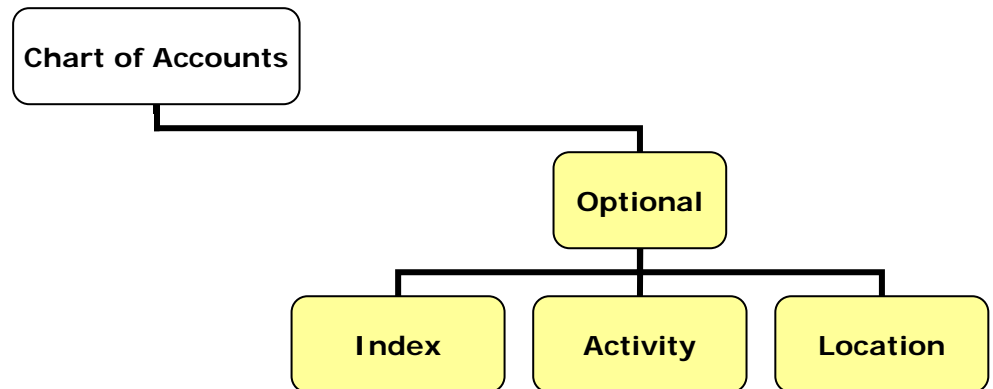 Chart of Accounts
Optional
Index
Activity
Location